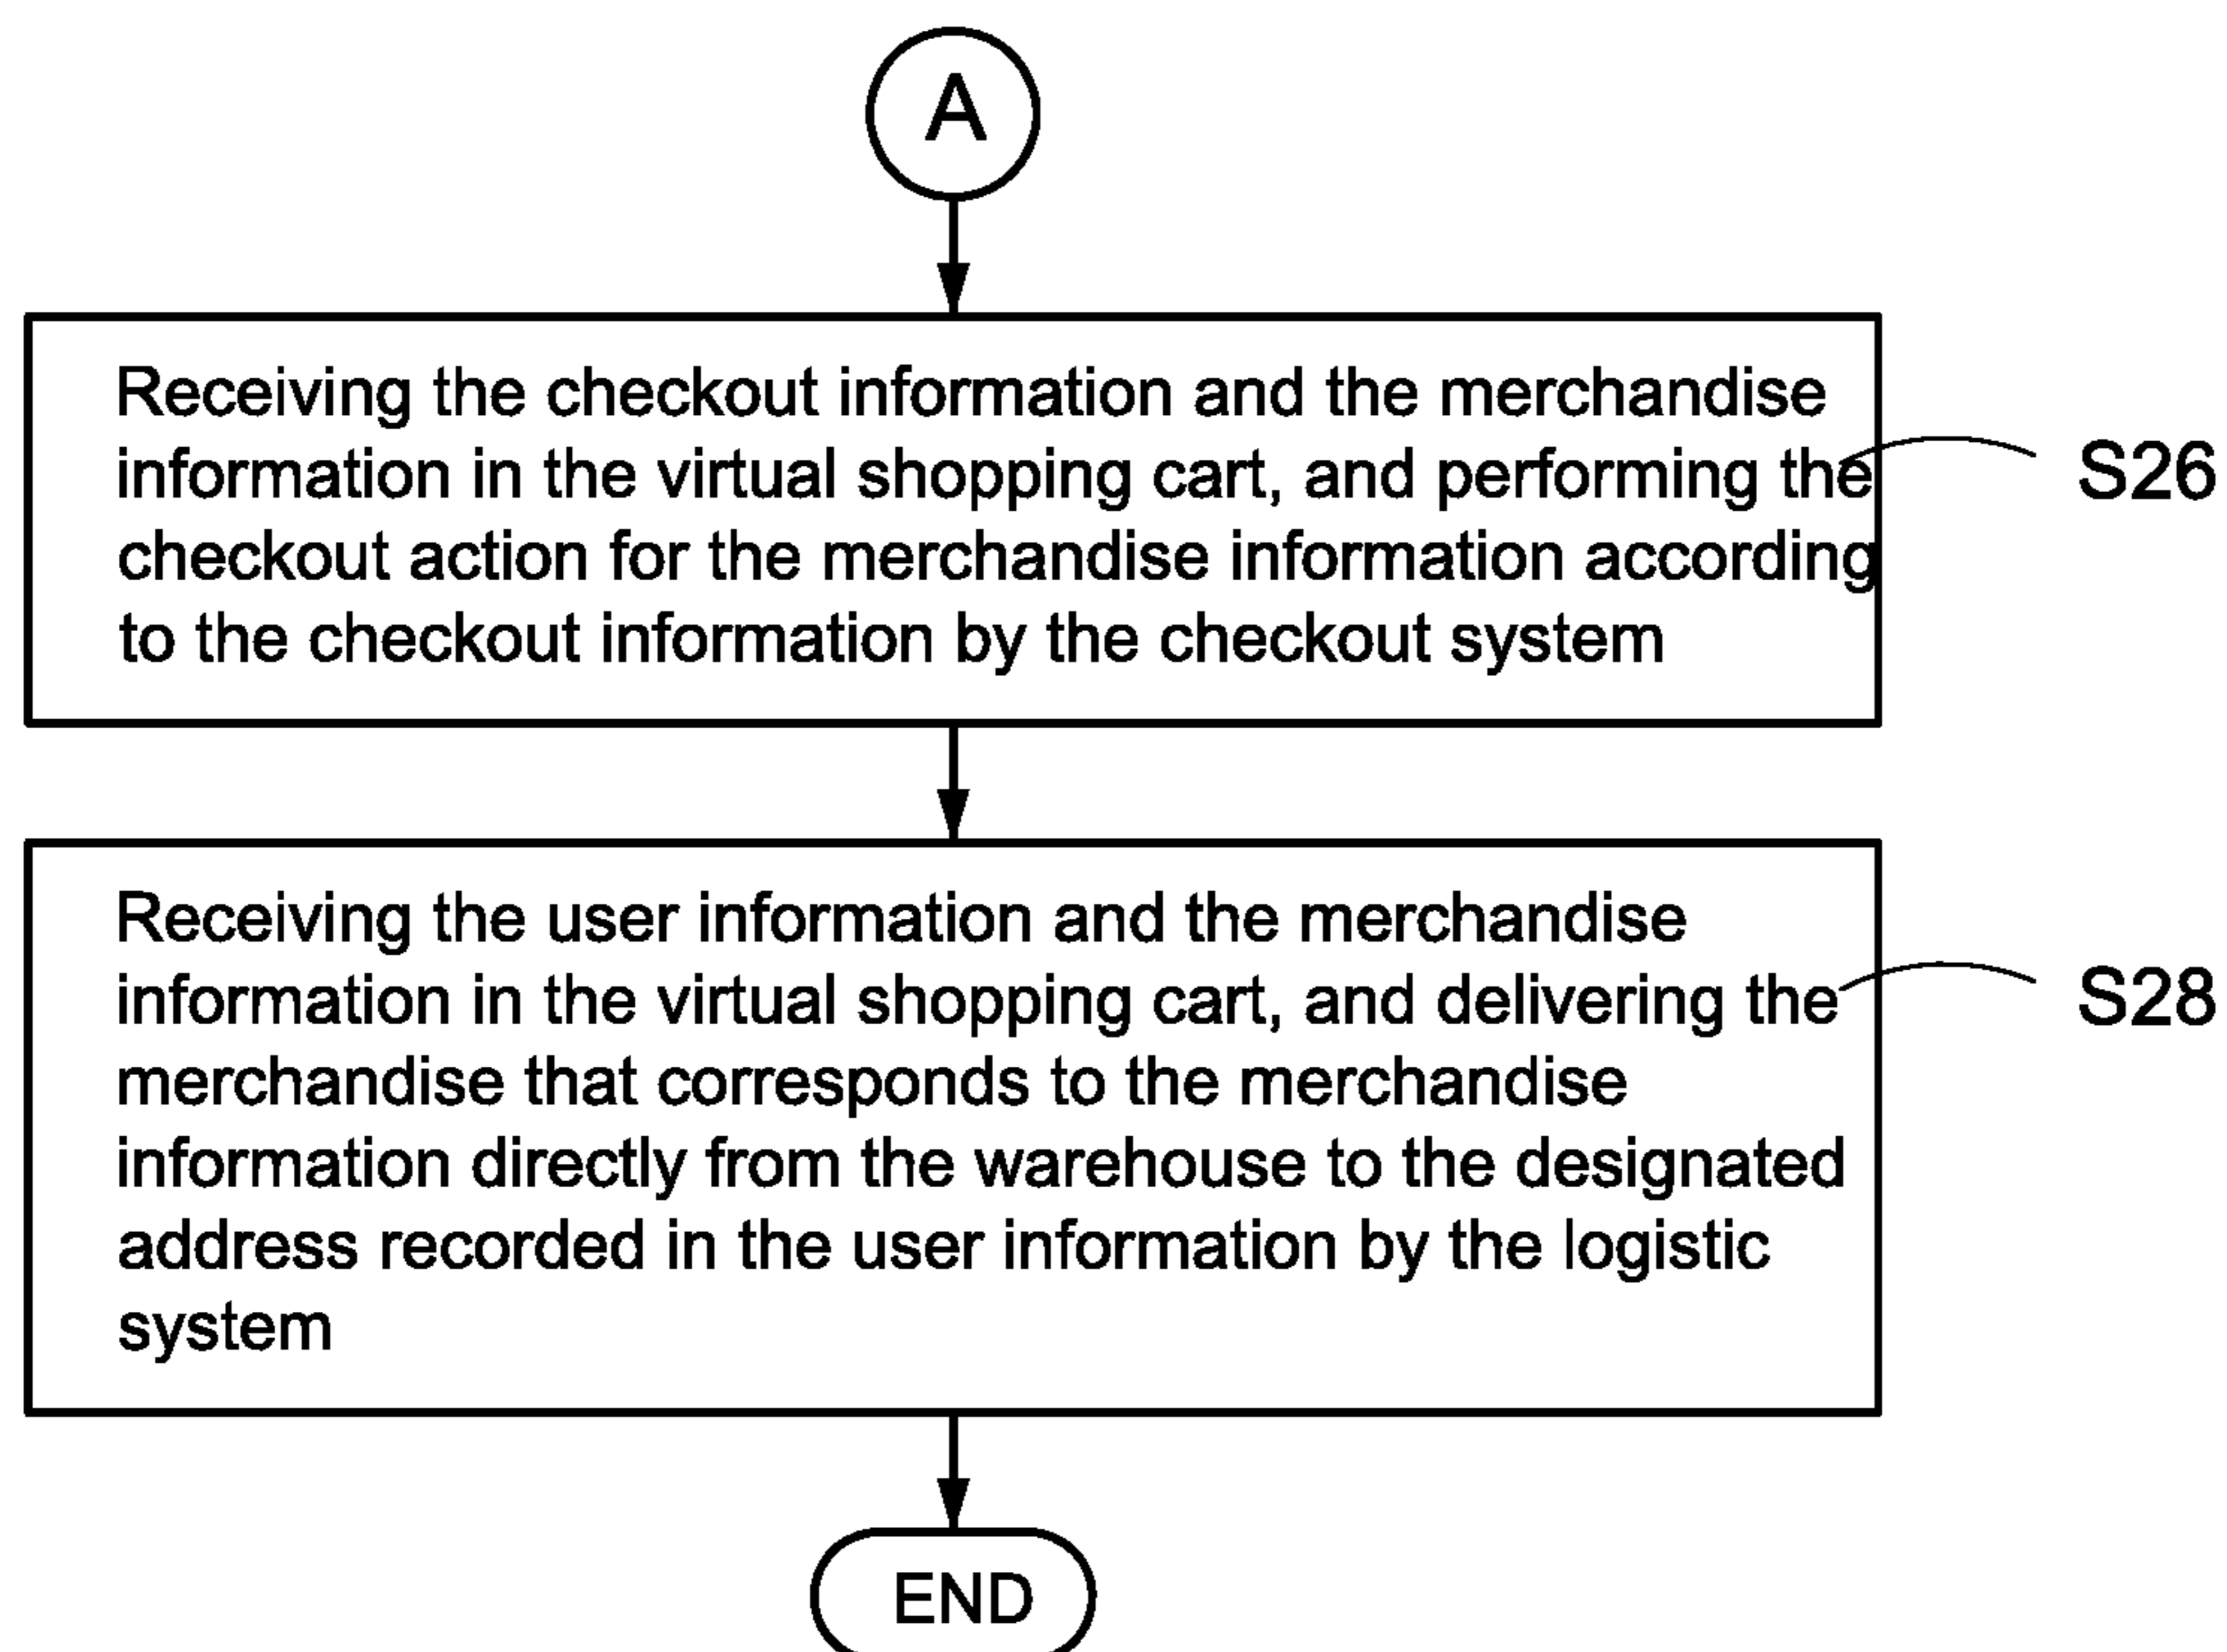 A
Receiving the checkout information and the merchandise
information in the virtual shopping cart, and performing the
checkout action for the merchandise information according
to the checkout information by the checkout system
S26
Receiving the user information and the merchandise
information in the virtual shopping cart, and delivering the
merchandise that corresponds to the merchandise
information directly from the warehouse to the designated
address recorded in the user information by the logistic
system
S28
END